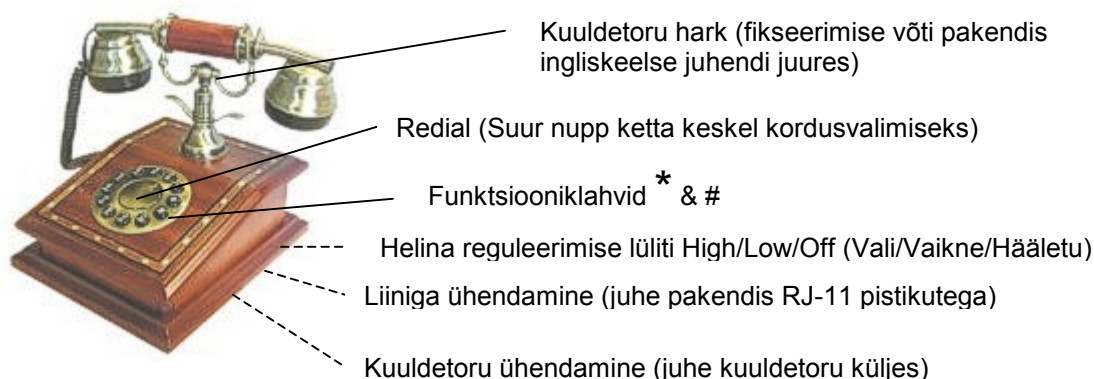 Kuuldetoru hark (fikseerimise võti pakendis
ingliskeelse juhendi juures)
Redial (Suur nupp ketta keskel kordusvalimiseks)
Funktsiooniklahvid * & #
Helina reguleerimise lüliti High/Low/Off (Vali/Vaikne/Hääletu)
Liiniga ühendamine (juhe pakendis RJ-11 pistikutega)
Kuuldetoru ühendamine (juhe kuuldetoru küljes)